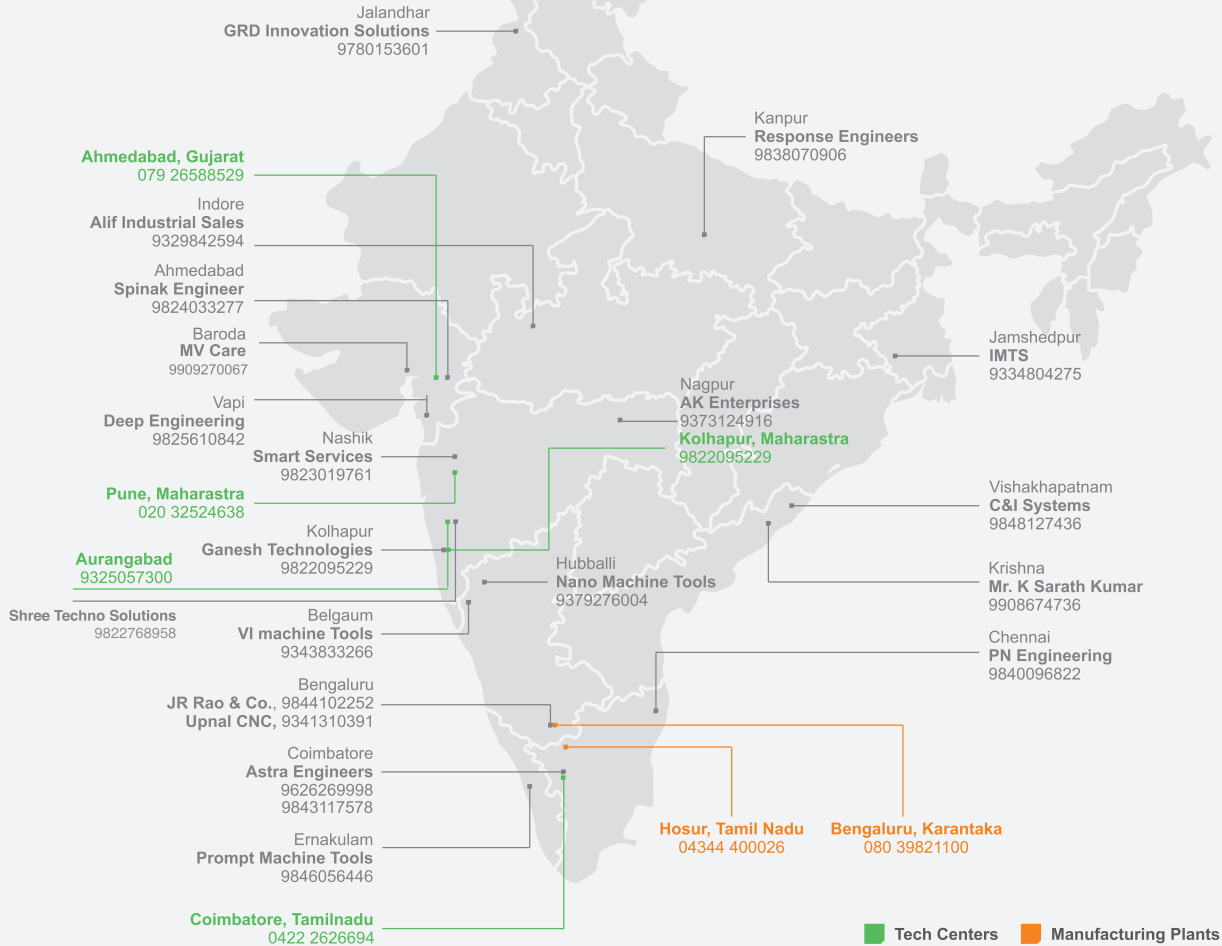 Jalandhar
GRD Innovation Solutions
9780153601
Kanpur
Response Engineers
9838070906
Ahmedabad, Gujarat
079 26588529
Indore
Alif Industrial Sales
9329842594
Ahmedabad
Spinak Engineer
9824033277
Baroda
MV Care
9909270067
Jamshedpur
IMTS
9334804275
Vapi
Deep Engineering
9825610842
Nagpur
AK Enterprises
9373124916
Kolhapur, Maharastra
9822095229
Nashik
Smart Services
9823019761
Pune, Maharastra
020 32524638
Vishakhapatnam
C&I Systems
9848127436
Kolhapur
Ganesh Technologies
9822095229
Aurangabad
9325057300
Hubballi
Nano Machine Tools
9379276004
Krishna
Mr. K Sarath Kumar
9908674736
Shree Techno Solutions
9822768958
Belgaum
VI machine Tools
9343833266
Chennai
PN Engineering
9840096822
Bengaluru
JR Rao & Co., 9844102252
Upnal CNC, 9341310391
Coimbatore
Astra Engineers
9626269998
9843117578
Hosur, Tamil Nadu
04344 400026
Bengaluru, Karantaka
080 39821100
Ernakulam
Prompt Machine Tools
9846056446
Coimbatore, Tamilnadu
0422 2626694
Tech Centers
Manufacturing Plants